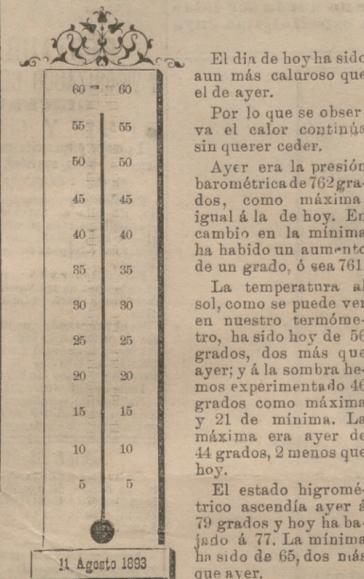 60 60
55 55
50 50
45 45
40 40
35 35
30 30
25 25
20 20
15 15
10 10
5 5
11 Agosto 1893
El dia de hoy ha sido
aun más caluroso que
el de ayer.
Por lo que se obser
va el calor continúa
sin querer ceder.
Ayer era la presión
barométrica de 762 gra-
dos, como máxima
igual á la de hoy. En
cambio en la mínima
ha habido un aumento
de un grado, ó sea 761
La temperatura al
sol, como se puede ver
en nuestro termóme-
tro, ha sido hoy de 56
grados, dos más que
ayer; y á la sombra he-
mos experimentado 46
grados como máxima
y 21 de mínima. La
máxima era ayer de
44 grados, 2 menos que
hoy.
El estado higromé-
trico ascendía ayer á
79 grados y hoy ha ba-
jado á 77. La mínima
ha sido de 65, dos más
que ayer.